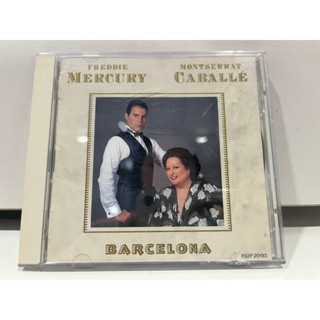 FREDDIE MERCURY
MONTSERRAT CABALLÉ
BARCELONA